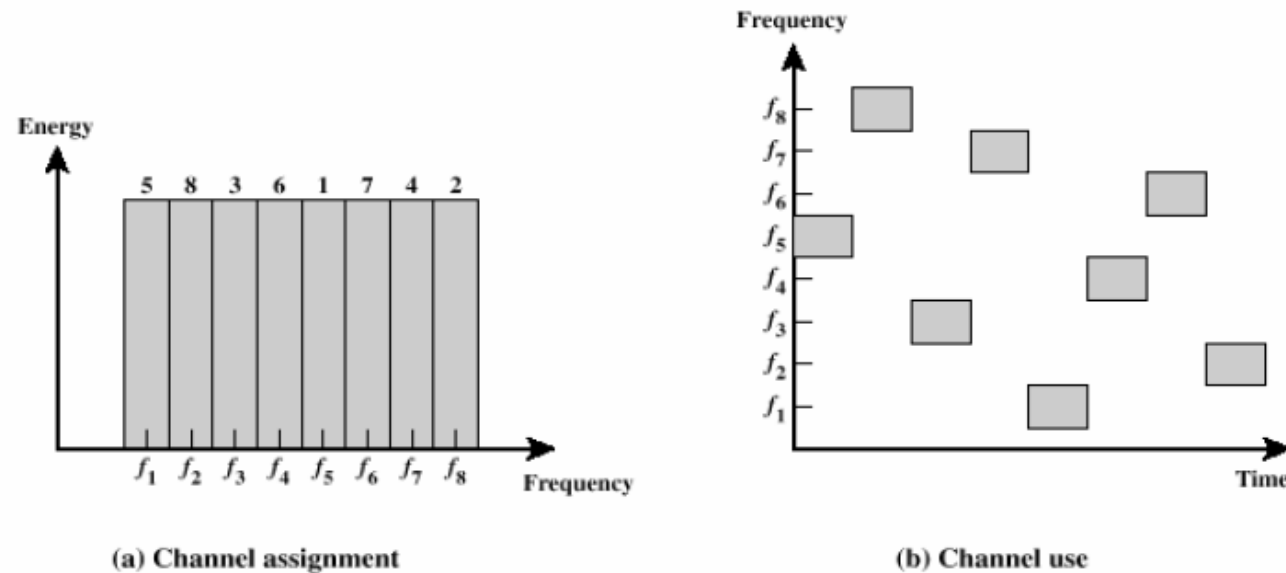 Energy
5 8 3 6 1 7 4 2
f1 f2 f3 f4 f5 f6 f7 f8
Frequency
(a) Channel assignment
Frequency
f8
f7
f6
f5
f4
f3
f2
f1
Time
(b) Channel use